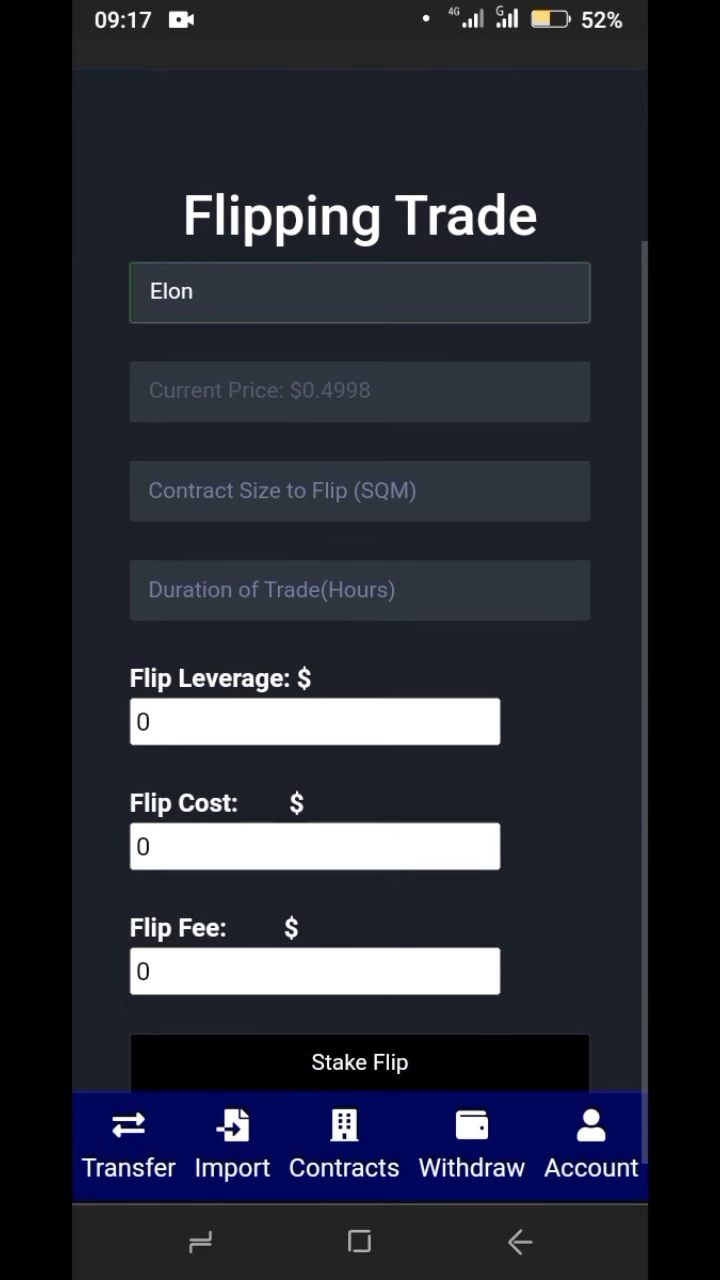 09:17 4G G 52%
Flipping Trade
Elon
Current Price: $0.4998
Contract Size to Flip (SQM)
Duration of Trade(Hours)
Flip Leverage: $
0
Flip Cost: $
0
Flip Fee: $
0
Stake Flip
Transfer Import Contracts Withdraw Account